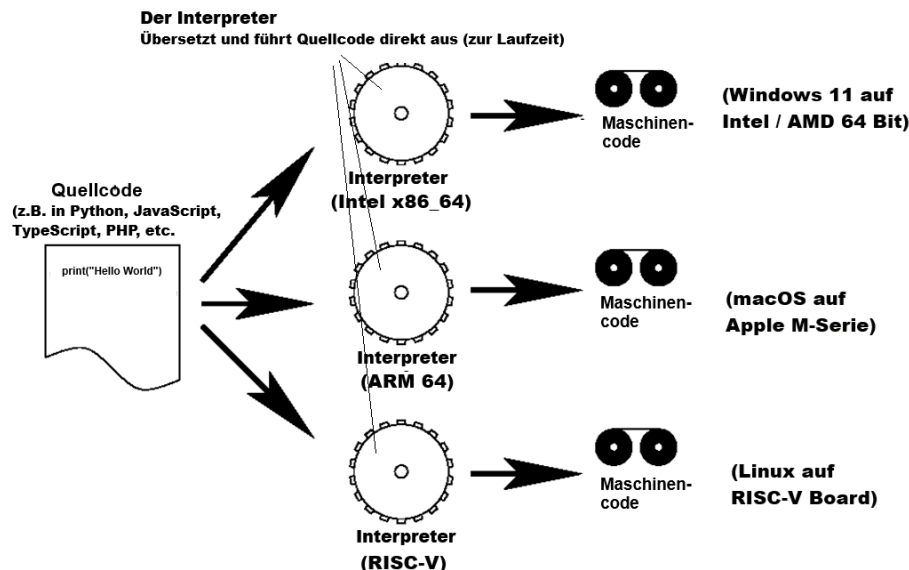 Der Interpreter
Übersetzt und führt Quellcode direkt aus (zur Laufzeit)
Quellcode
(z.B. in Python, JavaScript,
TypeScript, PHP, etc.
print("Hello World")
Interpreter
(Intel x86_64)
Maschinen-
code
(Windows 11 auf
Intel / AMD 64 Bit)
Interpreter
(ARM 64)
Maschinen-
code
(macOS auf
Apple M-Serie)
Interpreter
(RISC-V)
Maschinen-
code
(Linux auf
RISC-V Board)